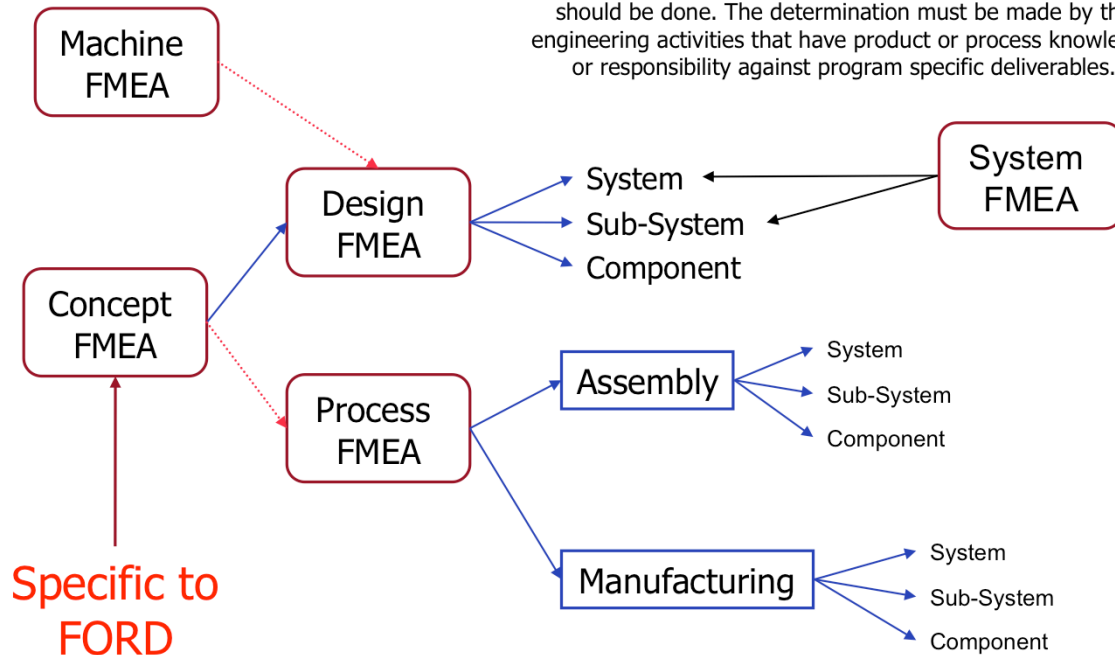 should be done. The determination must be made by th
engineering activities that have product or process knowle
or responsibility against program specific deliverables.
Machine
FMEA
Design
FMEA
System
Sub-System
Component
System
FMEA
Concept
FMEA
Process
FMEA
Assembly
System
Sub-System
Component
Manufacturing
System
Sub-System
Component
Specific to
FORD